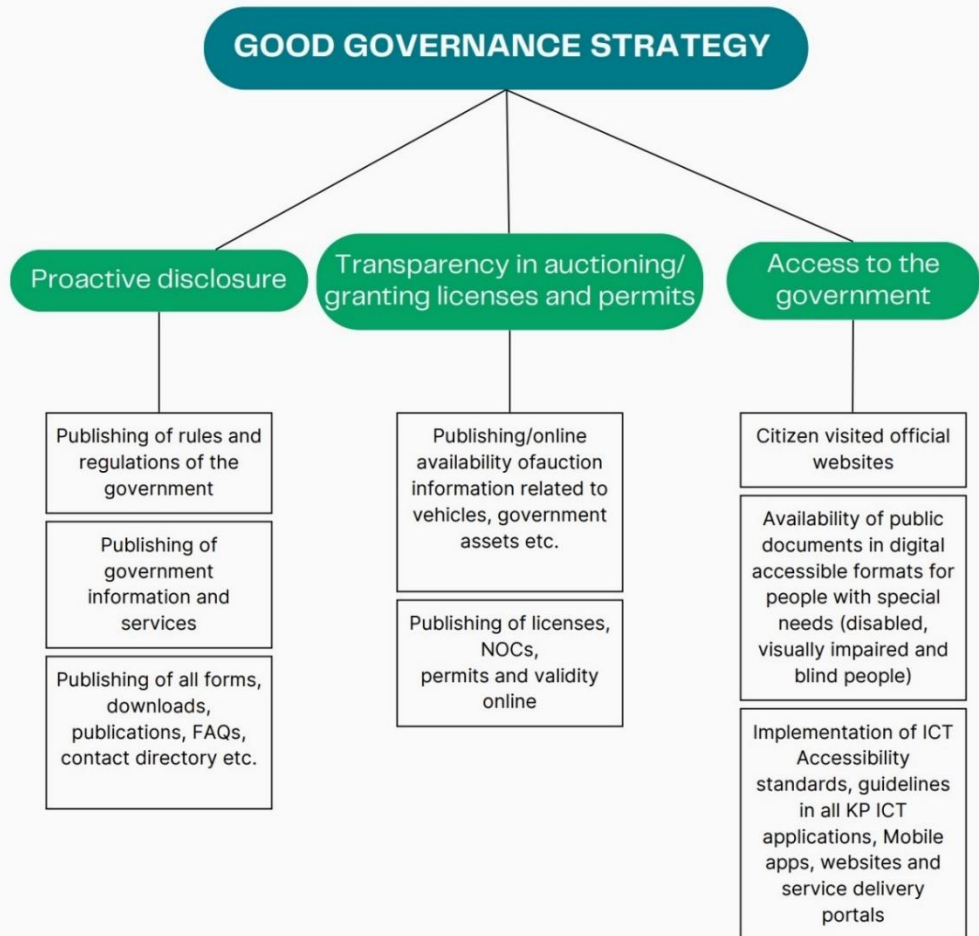 GOOD GOVERNANCE STRATEGY
Proactive disclosure
Transparency in auctioning/
granting licenses and permits
Access to the
government
Publishing of rules and
regulations of the
government
Publishing of
government
information and
services
Publishing of all forms,
downloads,
publications, FAQs,
contact directory etc.
Publishing/online
availability ofauction
information related to
vehicles, government
assets etc.
Publishing of licenses,
NOCs,
permits and validity
online
Citizen visited official
websites
Availability of public
documents in digital
accessible formats for
people with special
needs (disabled,
visually impaired and
blind people)
Implementation of ICT
Accessibility
standards, guidelines
in all KP ICT
applications, Mobile
apps, websites and
service delivery
portals